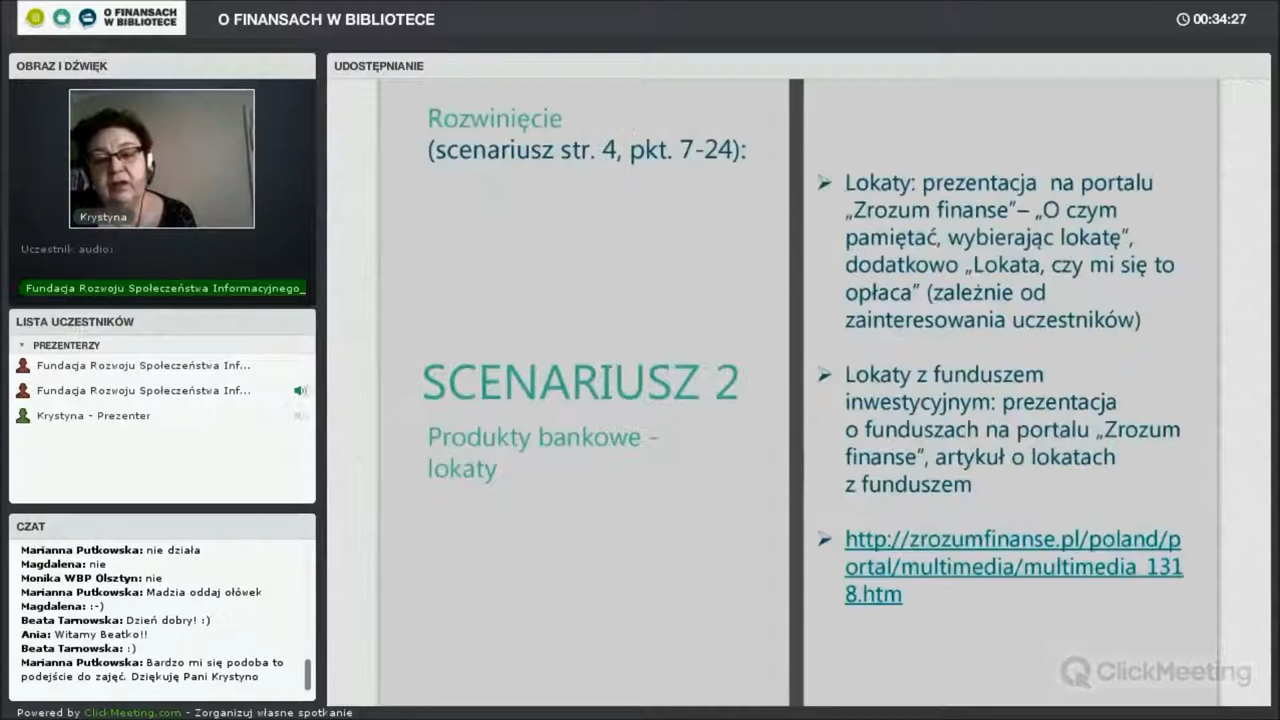 O FINANSACH
W BIBLIOTECE
O FINANSACH W BIBLIOTECE
00:34:27
OBRAZ I DŹWIĘK
Krystyna
Uczestnik audio:
Fundacja Rozwoju Społeczeństwa Informacyjnego_
LISTA UCZESTNIKÓW
PREZENTERZY
Fundacja Rozwoju Społeczeństwa Inf...
Fundacja Rozwoju Społeczeństwa Inf...
Krystyna - Prezenter
CZAT
Marianna Putkowska: nie działa
Magdalena: nie
Monika WBP Olsztyn: nie
Marianna Putkowska: Madzia oddaj ołówek
Magdalena: :-)
Beata Tarnowska: Dzień dobry! :)
Ania: Witamy Beatko!!
Beata Tarnowska: :)
Marianna Putkowska: Bardzo mi się podoba to
podejście do zajęć. Dziękuję Pani Krystyno
Powered by ClickMeeting.com - Zorganizuj własne spotkanie
UDOSTĘPNIANIE
Rozwinięcie
(scenariusz str. 4, pkt. 7-24):
SCENARIUSZ 2
Produkty bankowe -
lokaty
Lokaty: prezentacja na portalu
„Zrozum finanse”– „O czym
pamiętać, wybierając lokatę”,
dodatkowo „Lokata, czy mi się to
opłaca” (zależnie od
zainteresowania uczestników)
Lokaty z funduszem
inwestycyjnym: prezentacja
o funduszach na portalu „Zrozum
finanse”, artykuł o lokatach
z funduszem
http://zrozumfinanse.pl/poland/p
ortal/multimedia/multimedia_131
8.htm
ClickMeeting